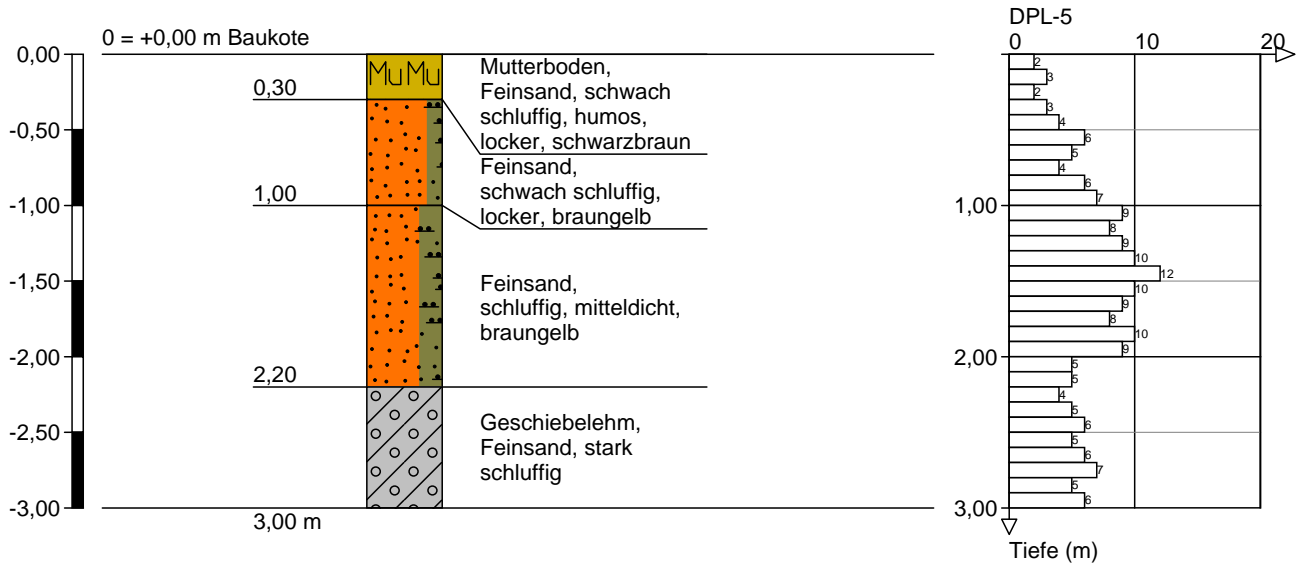 0 = +0,00 m Baukote
0,00
-0,50
-1,00
-1,50
-2,00
-2,50
-3,00
0,30
1,00
2,20
3,00 m
Mu Mu
Mutterboden,
Feinsand, schwach
schluffig, humos,
locker, schwarzbraun
Feinsand,
schwach schluffig,
locker, braungelb
Feinsand,
schluffig, mitteldicht,
braungelb
Geschiebelehm,
Feinsand, stark
schluffig
DPL-5
0 10 20
2
3
2
3
4
6
5
4
6
7
1,00
9
8
9
10
12
10
9
8
10
9
2,00
5
5
4
5
6
5
6
7
5
6
3,00
Tiefe (m)